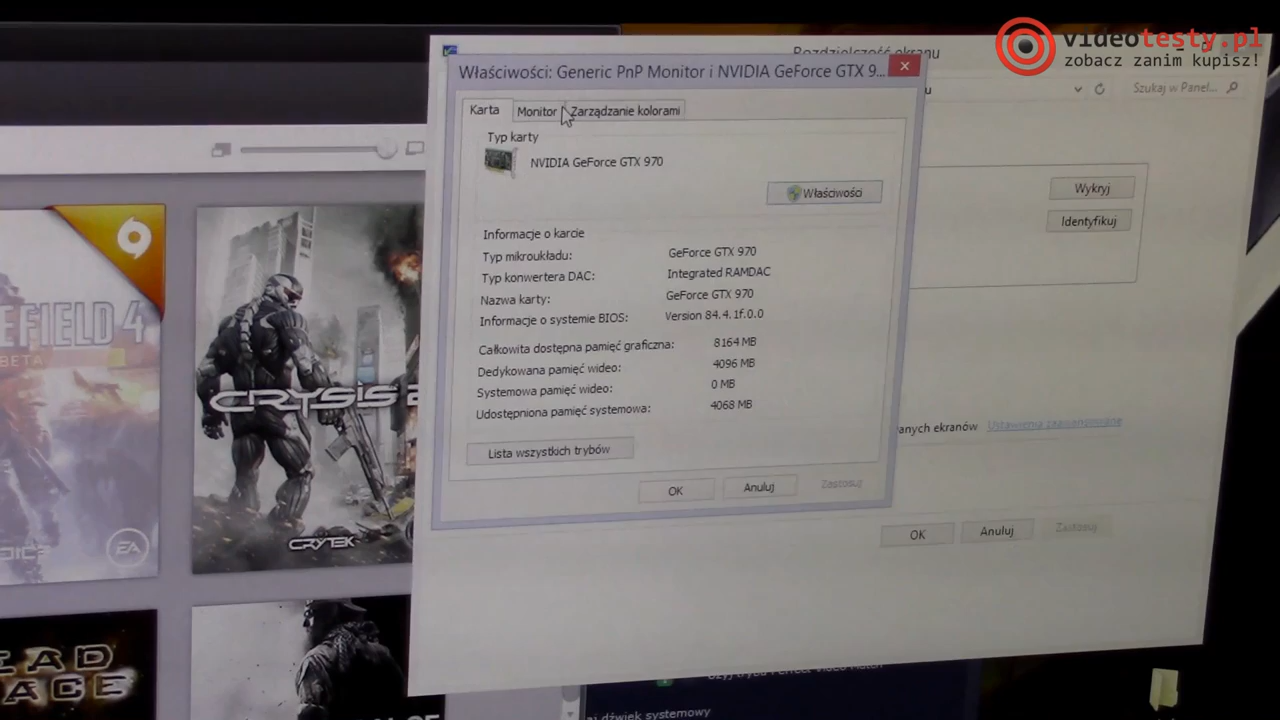 Rozdzielczość ekranu
videotesty.pl
zobacz zanim kupisz!
Właściwości: Generic PnP Monitor i NVIDIA GeForce GTX 9...
Szukaj w Panel...
Karta
Monitor
Zarządzanie kolorami
Typ karty
NVIDIA GeForce GTX 970
Właściwości
Wykryj
Identyfikuj
Informacje o karcie
Typ mikroukładu: GeForce GTX 970
Typ konwertera DAC: Integrated RAMDAC
Nazwa karty: GeForce GTX 970
Informacje o systemie BIOS: Version 84.4.1f.0.0
Całkowita dostępna pamięć graficzna: 8164 MB
Dedykowana pamięć wideo: 4096 MB
Systemowa pamięć wideo: 0 MB
Udostępniona pamięć systemowa: 4068 MB
Lista wszystkich trybów
OK
Anuluj
Zastosuj
anych ekranów
Ustawienia zaawansowane
OK
Anuluj
Zastosuj
EFIELD 4
BETA
DICE
EA
CRYSIS 2
CRYTEK
EAD
ACE
dźwięk systemowy